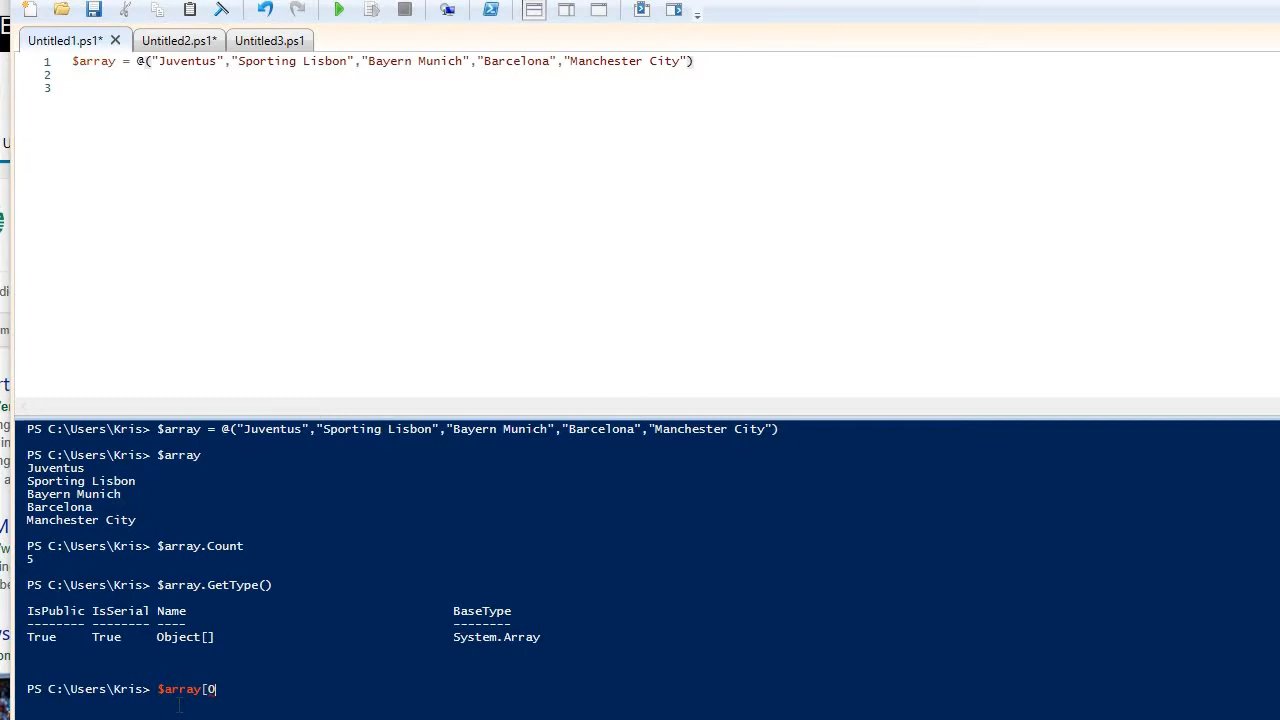 Untitled1.ps1* Untitled2.ps1* Untitled3.ps1
1 $array = @("Juventus","Sporting Lisbon","Bayern Munich","Barcelona","Manchester City")
2
3
PS C:\Users\Kris> $array = @("Juventus","Sporting Lisbon","Bayern Munich","Barcelona","Manchester City")
PS C:\Users\Kris> $array
Juventus
Sporting Lisbon
Bayern Munich
Barcelona
Manchester City
PS C:\Users\Kris> $array.Count
5
PS C:\Users\Kris> $array.GetType()
IsPublic IsSerial Name BaseType
-------- -------- ---- --------
True True Object[] System.Array
PS C:\Users\Kris> $array[0